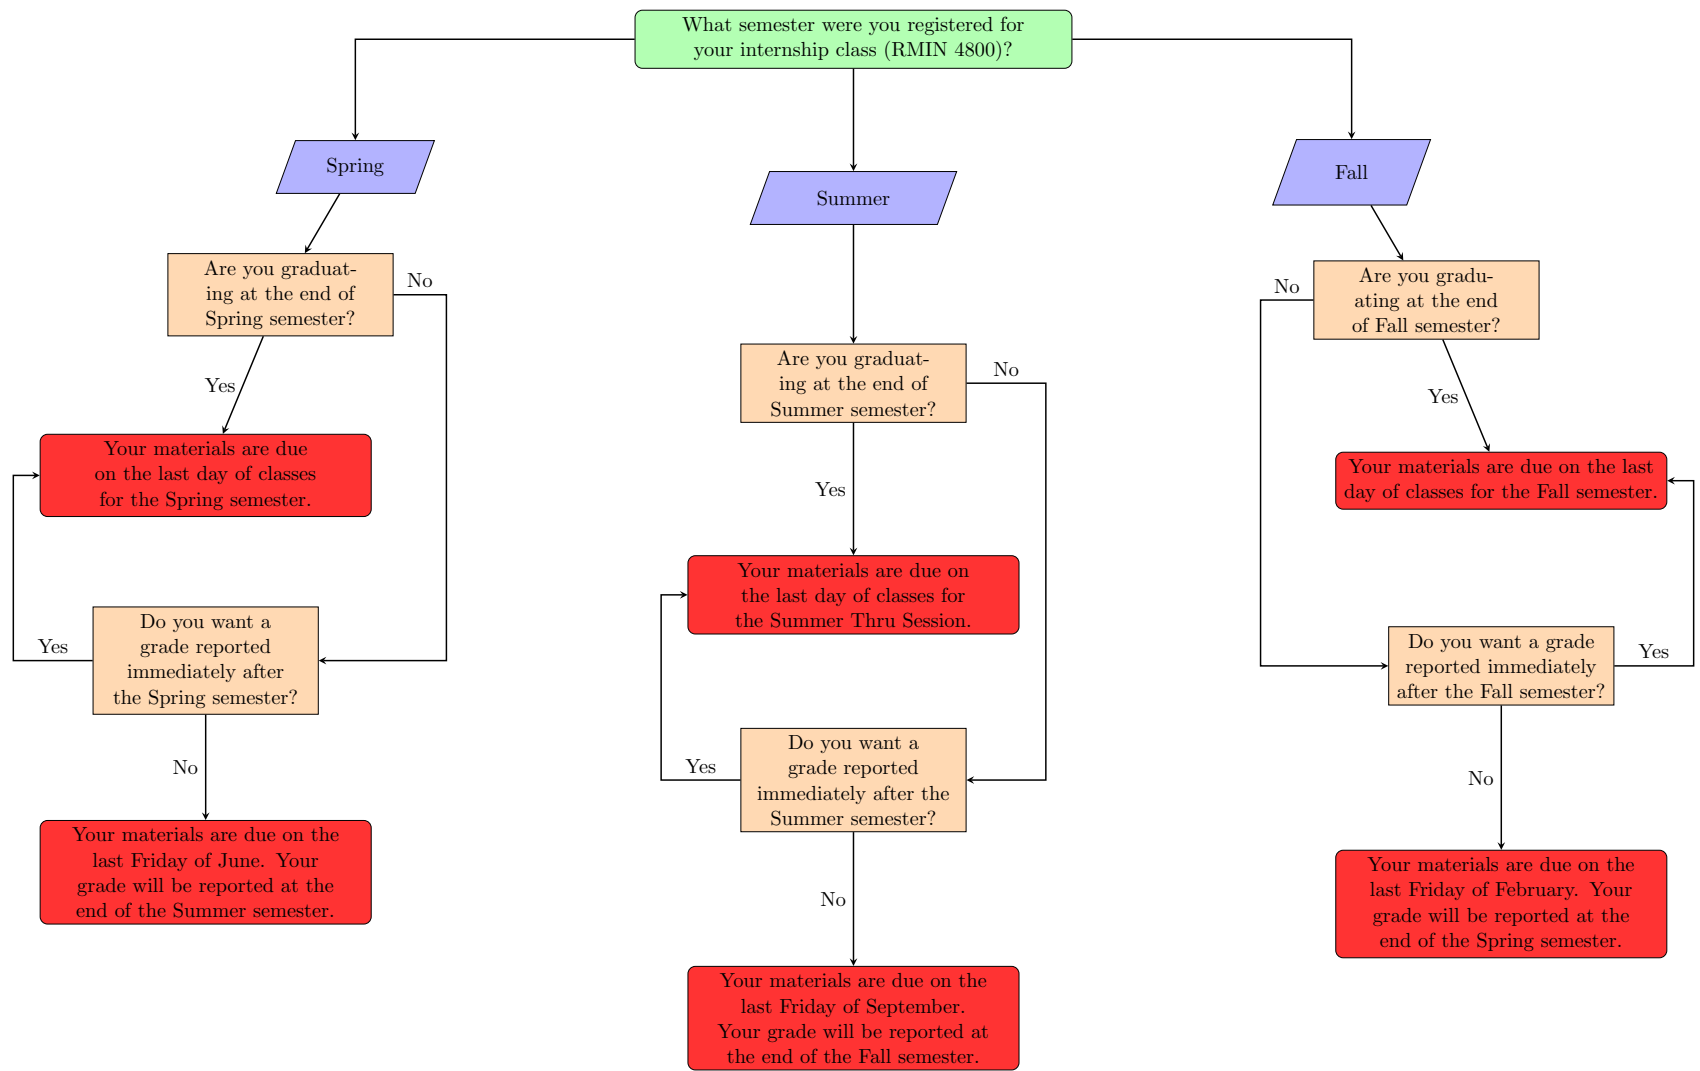 What semester were you registered for
your internship class (RMIN 4800)?
Spring
Are you graduat-
ing at the end of
Spring semester?
No
Yes
Your materials are due
on the last day of classes
for the Spring semester.
Do you want a
grade reported
immediately after
the Spring semester?
Yes
No
Your materials are due on the
last Friday of June. Your
grade will be reported at the
end of the Summer semester.
Summer
Are you graduat-
ing at the end of
Summer semester?
No
Yes
Your materials are due on
the last day of classes for
the Summer Thru Session.
Do you want a
grade reported
immediately after the
Summer semester?
Yes
No
Your materials are due on the
last Friday of September.
Your grade will be reported at
the end of the Fall semester.
Fall
Are you gradu-
ating at the end
of Fall semester?
No
Yes
Your materials are due on the last
day of classes for the Fall semester.
Do you want a grade
reported immediately
after the Fall semester?
Yes
No
Your materials are due on the
last Friday of February. Your
grade will be reported at the
end of the Spring semester.